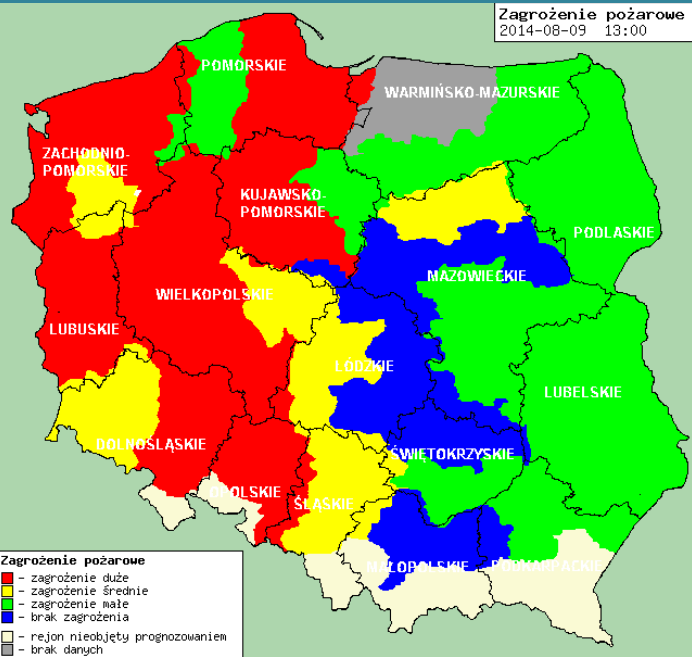 Zagrożenie pożarowe
2014-08-09 13:00
POMORSKIE
WARMIŃSKO-MAZURSKIE
ZACHODNIO-
POMORSKIE
KUJAWSKO-
POMORSKIE
PODLASKIE
MAZOWIECKIE
WIELKOPOLSKIE
LUBUSKIE
ŁÓDZKIE
LUBELSKIE
DOLNOŚLĄSKIE
ŚWIĘTOKRZYSKIE
OPOLSKIE
ŚLĄSKIE
MAŁOPOLSKIE
PODKARPACKIE
Zagrożenie pożarowe
- zagrożenie duże
- zagrożenie średnie
- zagrożenie małe
- brak zagrożenia
- rejon nieobjęty prognozowaniem
- brak danych